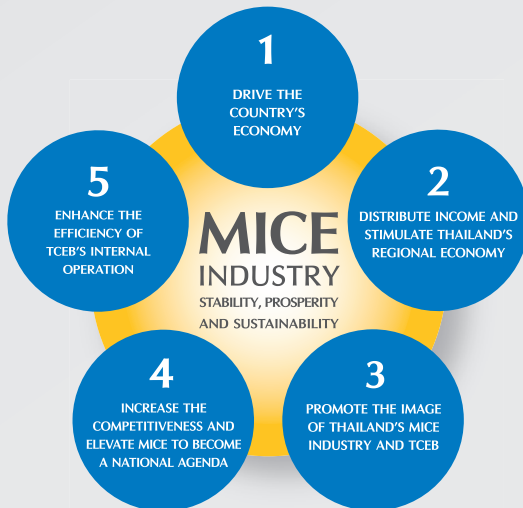 1
DRIVE THE
COUNTRY'S
ECONOMY
2
DISTRIBUTE INCOME AND
STIMULATE THAILAND'S
REGIONAL ECONOMY
3
PROMOTE THE IMAGE
OF THAILAND'S MICE
INDUSTRY AND TCEB
4
INCREASE THE
COMPETITIVENESS AND
ELEVATE MICE TO BECOME
A NATIONAL AGENDA
5
ENHANCE THE
EFFICIENCY OF
TCEB'S INTERNAL
OPERATION
MICE
INDUSTRY
STABILITY, PROSPERITY
AND SUSTAINABILITY